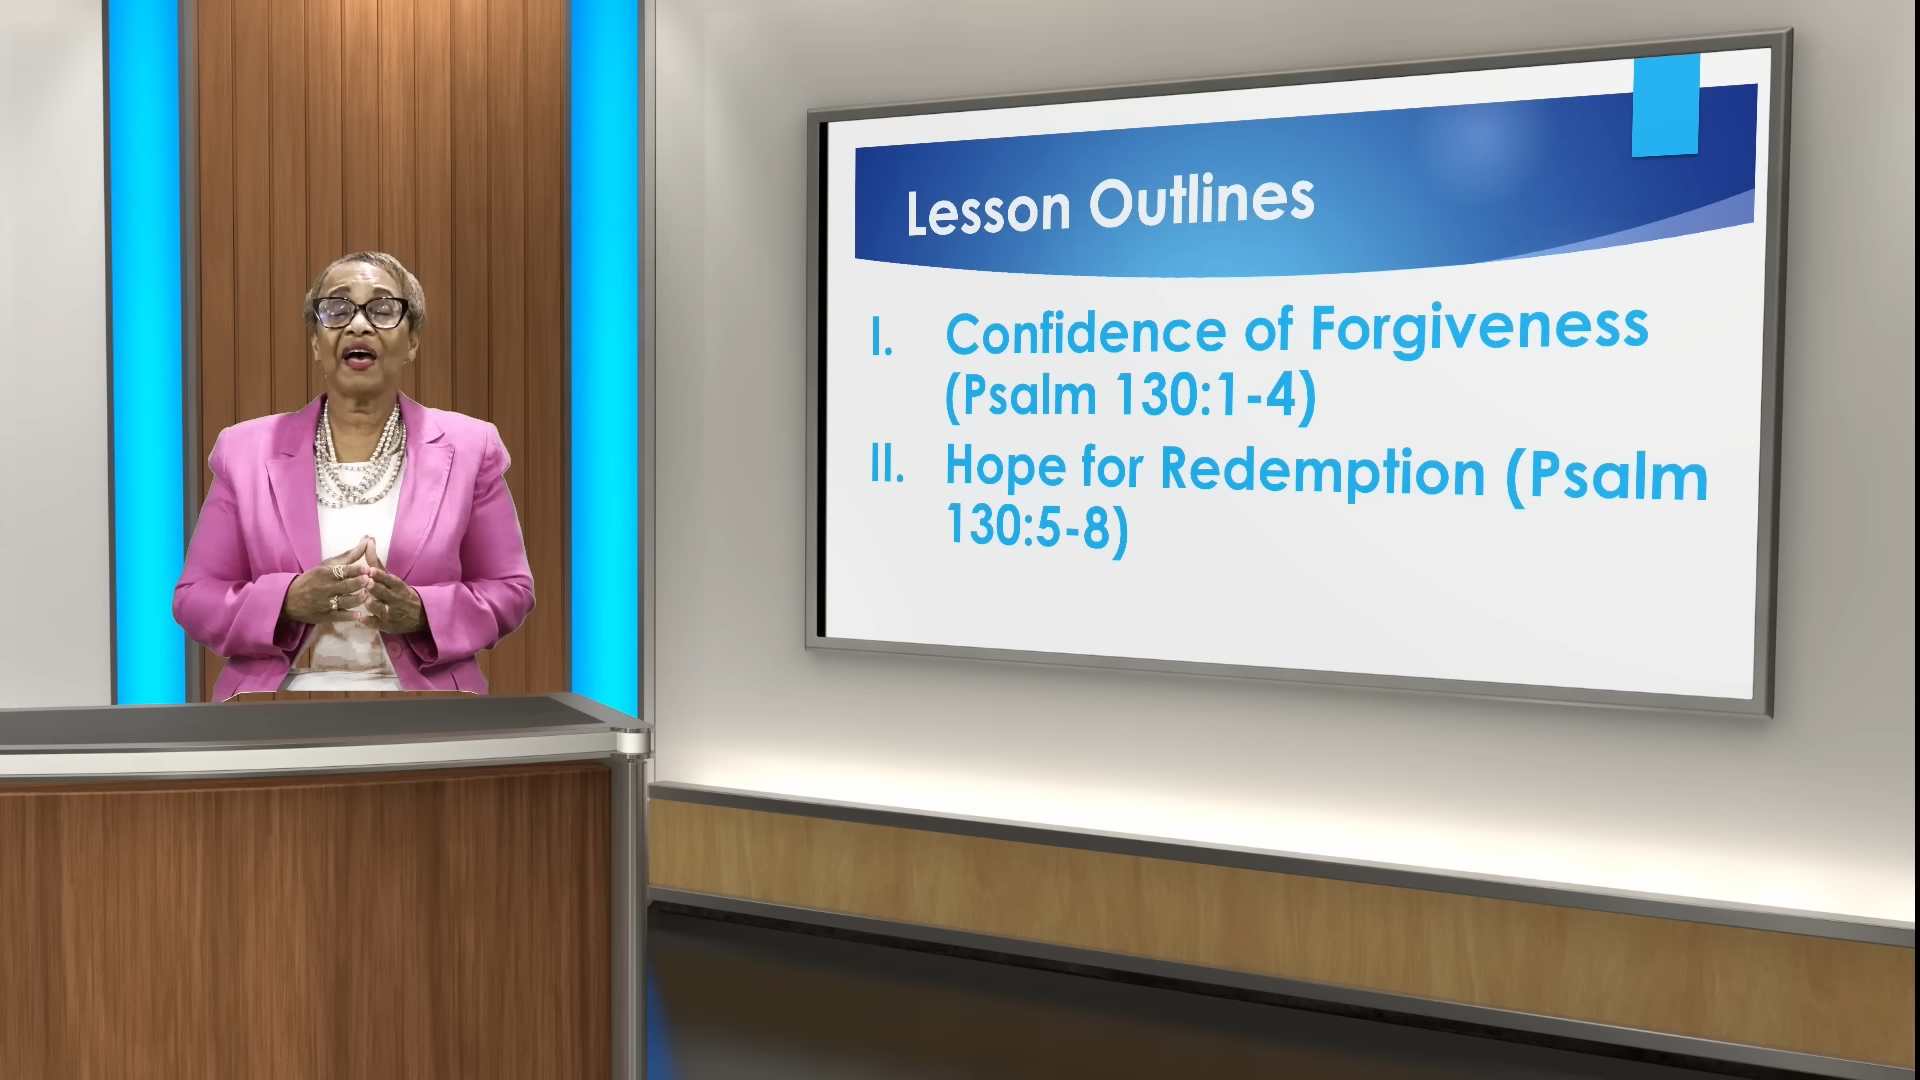 Lesson Outlines
I. Confidence of Forgiveness
(Psalm 130:1-4)
II. Hope for Redemption (Psalm
130:5-8)